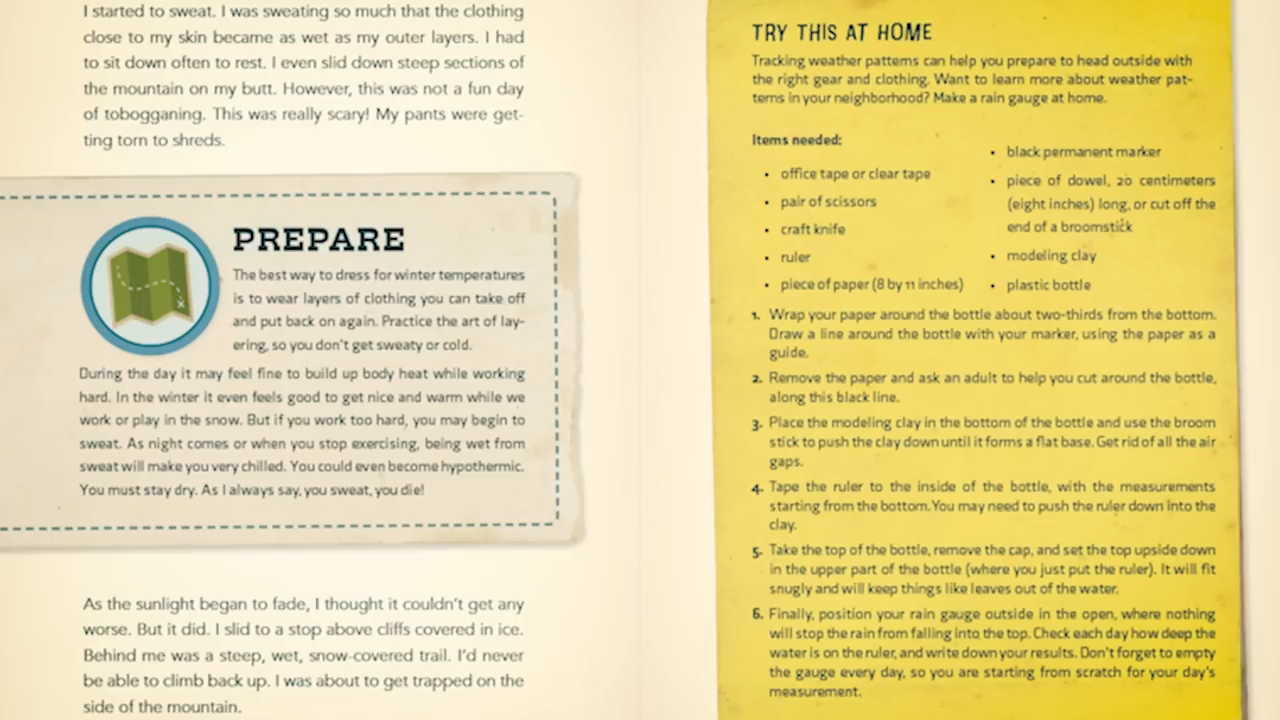 I started to sweat. I was sweating so much that the clothing
close to my skin became as wet as my outer layers. I had
to sit down often to rest. I even slid down steep sections of
the mountain on my butt. However, this was not a fun day
of tobogganing. This was really scary! My pants were get-
ting torn to shreds.
PREPARE
The best way to dress for winter temperatures
is to wear layers of clothing you can take off
and put back on again. Practice the art of lay-
ering, so you don't get sweaty or cold.
During the day it may feel fine to build up body heat while working
hard. In the winter it even feels good to get nice and warm while we
work or play in the snow. But if you work too hard, you may begin to
sweat. As night comes or when you stop exercising, being wet from
sweat will make you very chilled. You could even become hypothermic.
You must stay dry. As I always say, you sweat, you die!
As the sunlight began to fade, I thought it couldn't get any
worse. But it did. I slid to a stop above cliffs covered in ice.
Behind me was a steep, wet, snow-covered trail. I'd never
be able to climb back up. I was about to get trapped on the
side of the mountain.
TRY THIS AT HOME
Tracking weather patterns can help you prepare to head outside with
the right gear and clothing. Want to learn more about weather pat-
terns in your neighborhood? Make a rain gauge at home.
Items needed:
• office tape or clear tape
• pair of scissors
• craft knife
• ruler
• piece of paper (8 by 11 inches)
• black permanent marker
• piece of dowel, 20 centimeters
(eight inches) long, or cut off the
end of a broomstick
• modeling clay
• plastic bottle
1. Wrap your paper around the bottle about two-thirds from the bottom.
Draw a line around the bottle with your marker, using the paper as a
guide.
2. Remove the paper and ask an adult to help you cut around the bottle,
along this black line.
3. Place the modeling clay in the bottom of the bottle and use the broom
stick to push the clay down until it forms a flat base. Get rid of all the air
gaps.
4. Tape the ruler to the inside of the bottle, with the measurements
starting from the bottom.You may need to push the ruler down into the
clay.
5. Take the top of the bottle, remove the cap, and set the top upside down
in the upper part of the bottle (where you just put the ruler). It will fit
snugly and will keep things like leaves out of the water.
6. Finally, position your rain gauge outside in the open, where nothing
will stop the rain from falling into the top. Check each day how deep the
water is on the ruler, and write down your results. Don't forget to empty
the gauge every day, so you are starting from scratch for your day's
measurement.